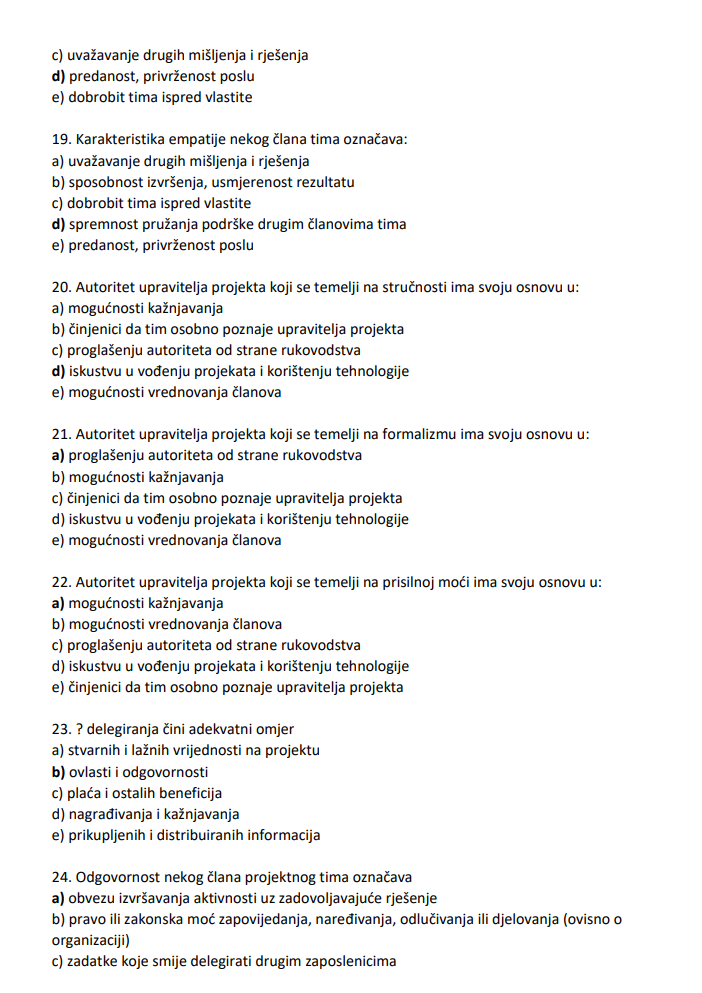 c) uvažavanje drugih mišljenja i rješenja
d) predanost, privrženost poslu
e) dobrobit tima ispred vlastite
19. Karakteristika empatije nekog člana tima označava:
a) uvažavanje drugih mišljenja i rješenja
b) sposobnost izvršenja, usmjerenost rezultatu
c) dobrobit tima ispred vlastite
d) spremnost pružanja podrške drugim članovima tima
e) predanost, privrženost poslu
20. Autoritet upravitelja projekta koji se temelji na stručnosti ima svoju osnovu u:
a) mogućnosti kažnjavanja
b) činjenici da tim osobno poznaje upravitelja projekta
c) proglašenju autoriteta od strane rukovodstva
d) iskustvu u vođenju projekata i korištenju tehnologije
e) mogućnosti vrednovanja članova
21. Autoritet upravitelja projekta koji se temelji na formalizmu ima svoju osnovu u:
a) proglašenju autoriteta od strane rukovodstva
b) mogućnosti kažnjavanja
c) činjenici da tim osobno poznaje upravitelja projekta
d) iskustvu u vođenju projekata i korištenju tehnologije
e) mogućnosti vrednovanja članova
22. Autoritet upravitelja projekta koji se temelji na prisilnoj moći ima svoju osnovu u:
a) mogućnosti kažnjavanja
b) mogućnosti vrednovanja članova
c) proglašenju autoriteta od strane rukovodstva
d) iskustvu u vođenju projekata i korištenju tehnologije
e) činjenici da tim osobno poznaje upravitelja projekta
23. ? delegiranja čini adekvatni omjer
a) stvarnih i lažnih vrijednosti na projektu
b) ovlasti i odgovornosti
c) plaća i ostalih beneficija
d) nagrađivanja i kažnjavanja
e) prikupljenih i distribuiranih informacija
24. Odgovornost nekog člana projektnog tima označava
a) obvezu izvršavanja aktivnosti uz zadovoljavajuće rješenje
b) pravo ili zakonska moć zapovijedanja, naređivanja, odlučivanja ili djelovanja (ovisno o
organizaciji)
c) zadatke koje smije delegirati drugim zaposlenicima